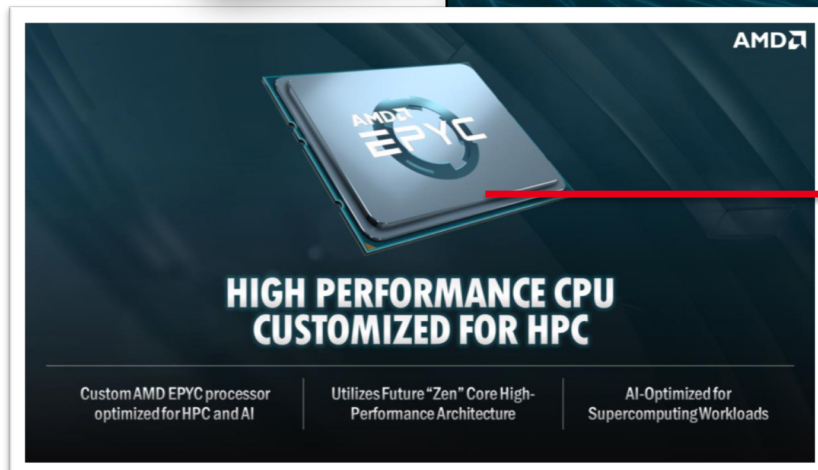 AMD
AMD
EPYC
HIGH PERFORMANCE CPU
CUSTOMIZED FOR HPC
Custom AMD EPYC processor
optimized for HPC and AI
Utilizes Future “Zen” Core High-
Performance Architecture
AI-Optimized for
Supercomputing Workloads